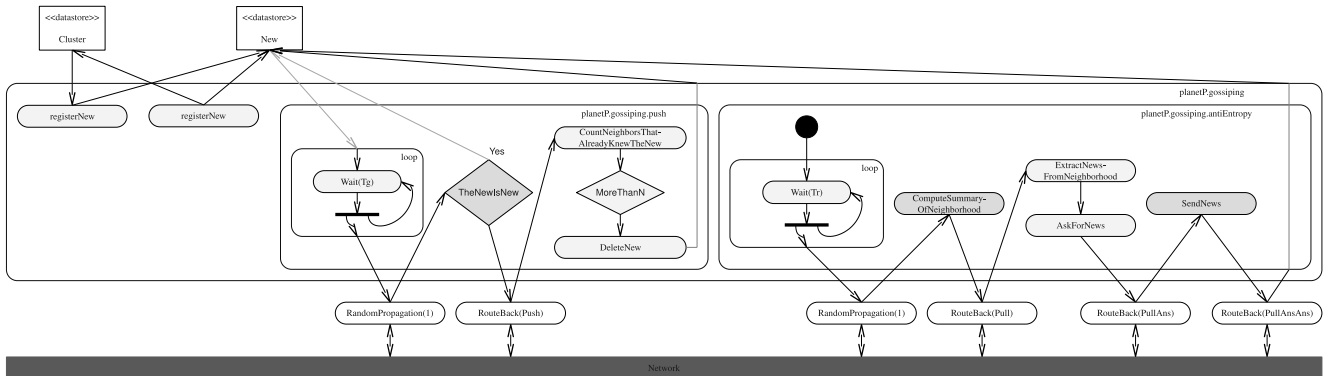 <<datastore>>
Cluster
<<datastore>>
New
planetP.gossiping
registerNew
registerNew
planetP.gossiping.push
loop
Wait(Tg)
Yes
TheNewIsNew
CountNeighborsThat-
AlreadyKnewTheNew
MoreThanN
DeleteNew
planetP.gossiping.antiEntropy
loop
Wait(Tr)
ComputeSummary-
OfNeighborhood
ExtractNews-
FromNeighborhood
AskForNews
SendNews
RandomPropagation(1)
RouteBack(Push)
RandomPropagation(1)
RouteBack(Pull)
RouteBack(PullAns)
RouteBack(PullAnsAns)
Network